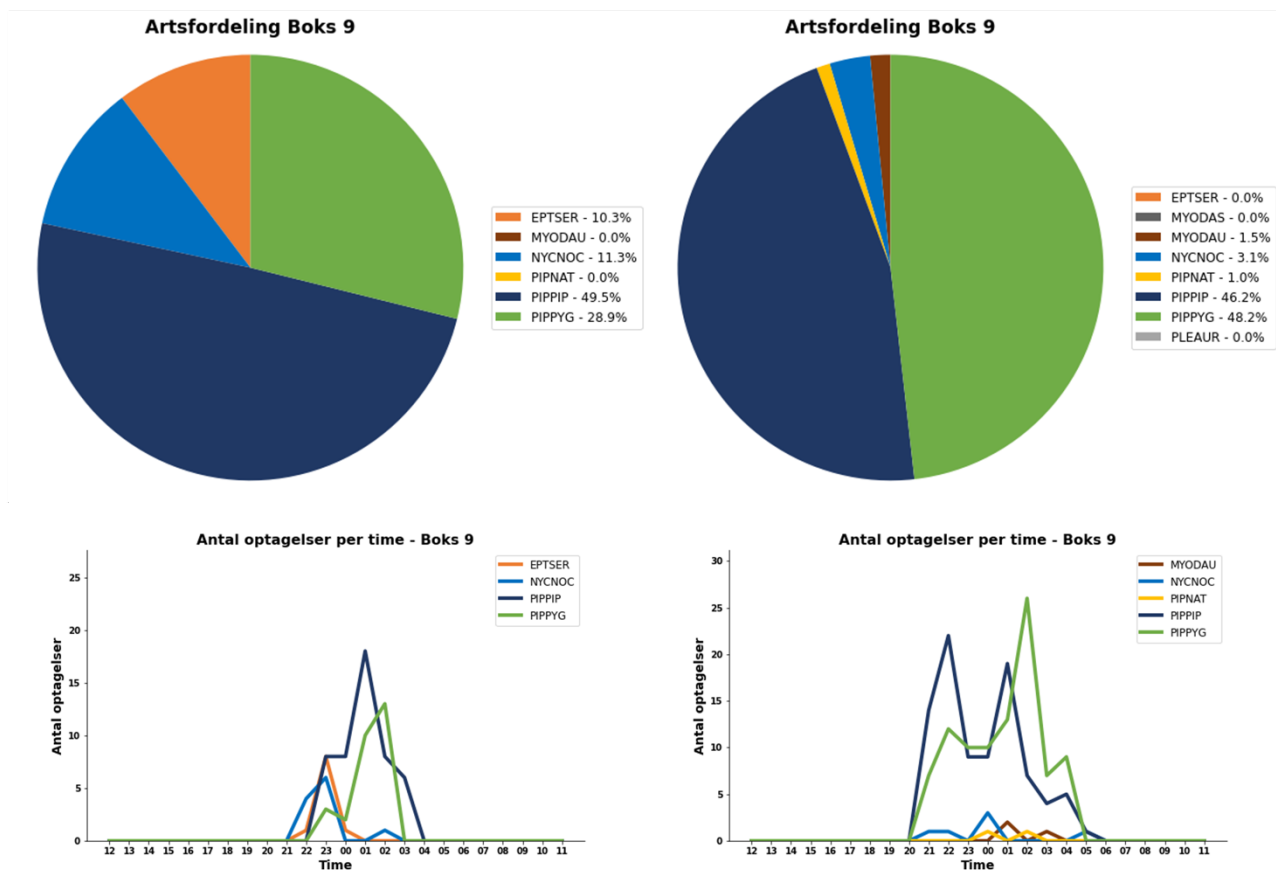 Artsfordeling Boks 9
EPTSER - 10.3%
MYODAU - 0.0%
NYCNOC - 11.3%
PIPNAT - 0.0%
PIPPIP - 49.5%
PIPPYG - 28.9%
Artsfordeling Boks 9
EPTSER - 0.0%
MYODAS - 0.0%
MYODAU - 1.5%
NYCNOC - 3.1%
PIPNAT - 1.0%
PIPPIP - 46.2%
PIPPYG - 48.2%
PLEAUR - 0.0%
Antal optagelser per time - Boks 9
EPTSER
NYCNOC
PIPPIP
PIPPYG
Antal optagelser
25
20
15
10
5
0
12 13 14 15 16 17 18 19 20 21 22 23 00 01 02 03 04 05 06 07 08 09 10 11
Time
Antal optagelser per time - Boks 9
MYODAU
NYCNOC
PIPNAT
PIPPIP
PIPPYG
Antal optagelser
30
25
20
15
10
5
0
12 13 14 15 16 17 18 19 20 21 22 23 00 01 02 03 04 05 06 07 08 09 10 11
Time